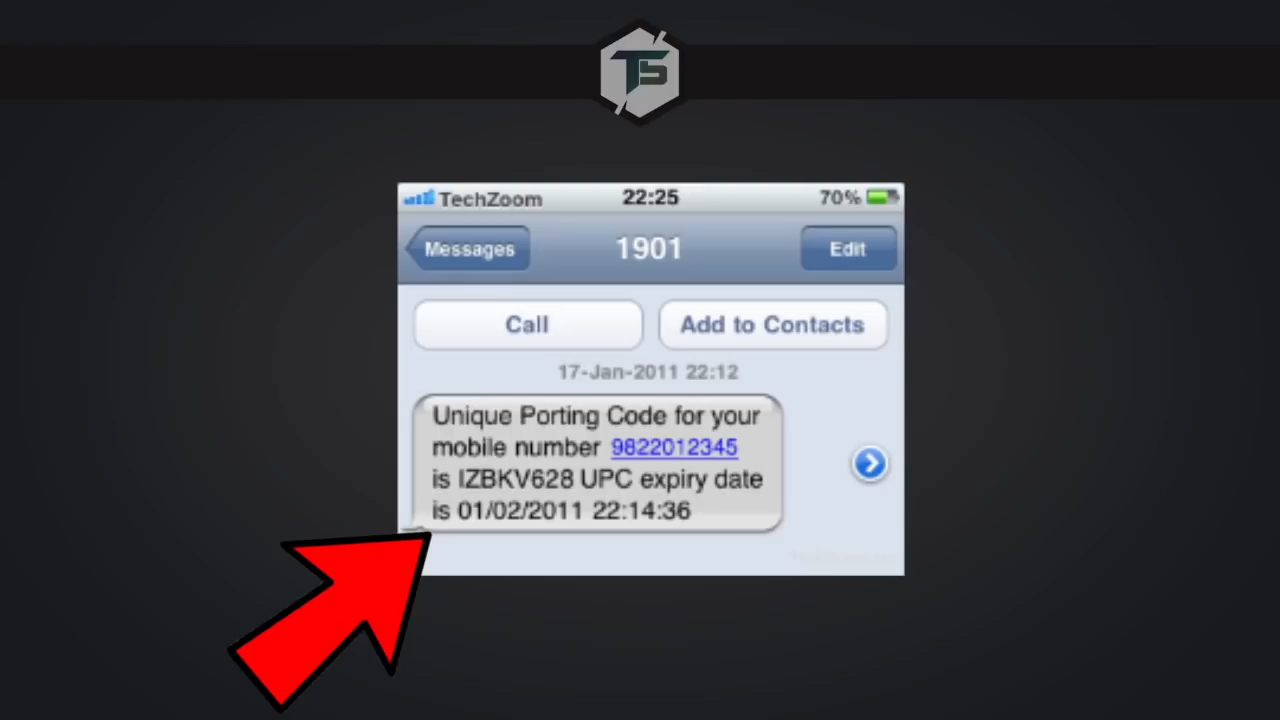 TS
TechZoom 22:25 70%
Messages 1901 Edit
Call Add to Contacts
17-Jan-2011 22:12
Unique Porting Code for your
mobile number 9822012345
is IZBKV628 UPC expiry date
is 01/02/2011 22:14:36